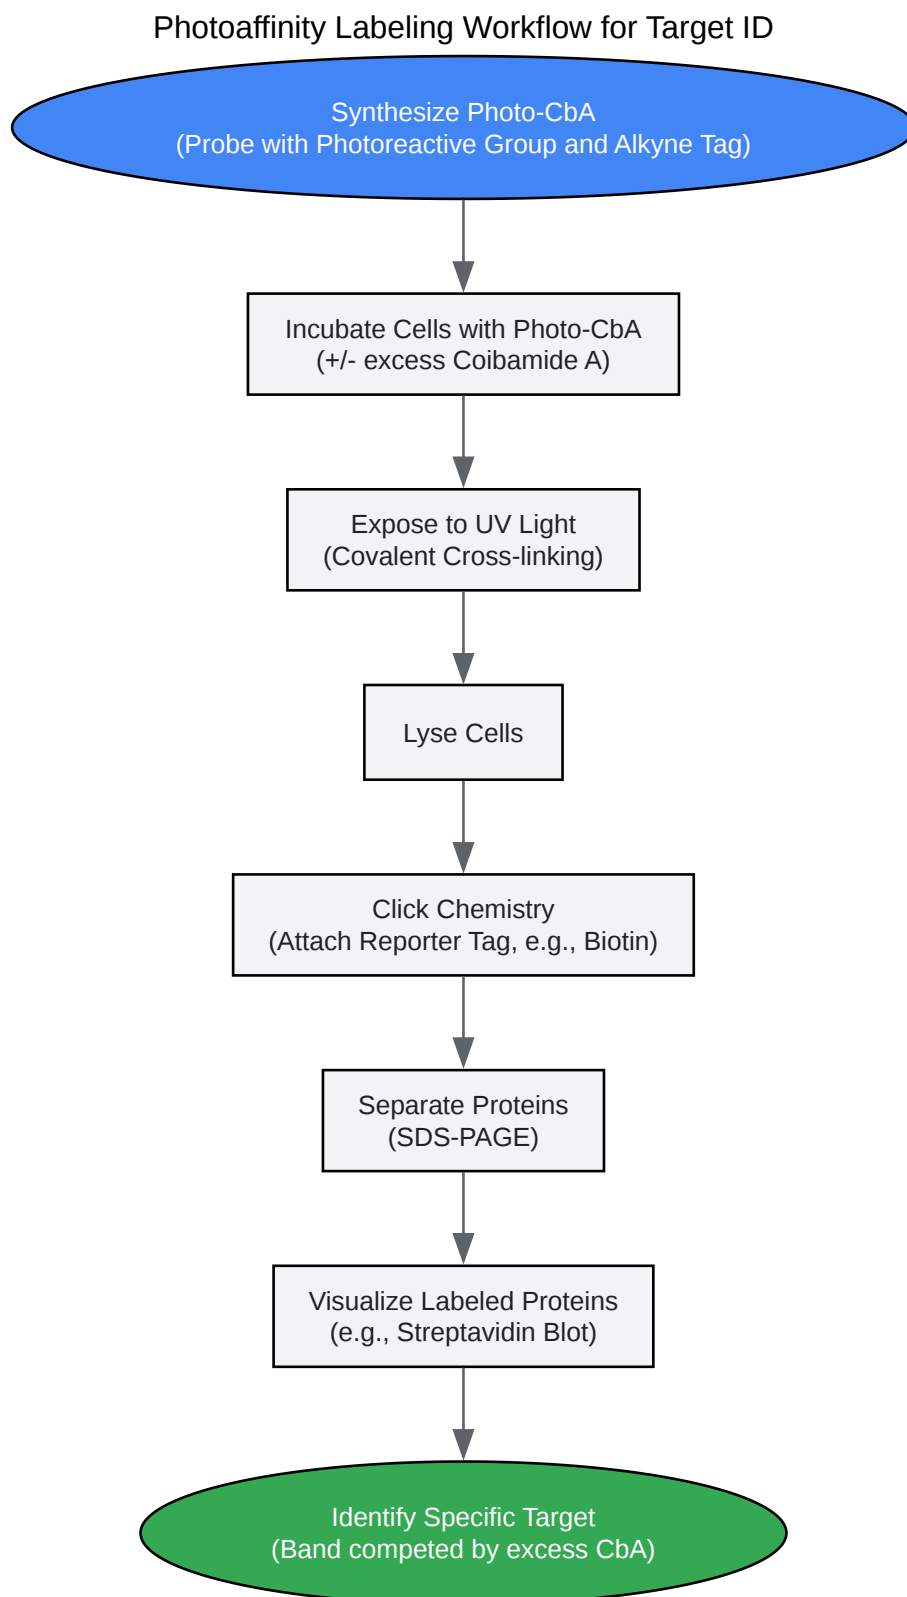 Photoaffinity Labeling Workflow for Target ID
Synthesize Photo-CbA
(Probe with Photoreactive Group and Alkyne Tag)
Incubate Cells with Photo-CbA
(+/- excess Coibamide A)
Expose to UV Light
(Covalent Cross-linking)
Lyse Cells
Click Chemistry
(Attach Reporter Tag, e.g., Biotin)
Separate Proteins
(SDS-PAGE)
Visualize Labeled Proteins
(e.g., Streptavidin Blot)
Identify Specific Target
(Band competed by excess CbA)